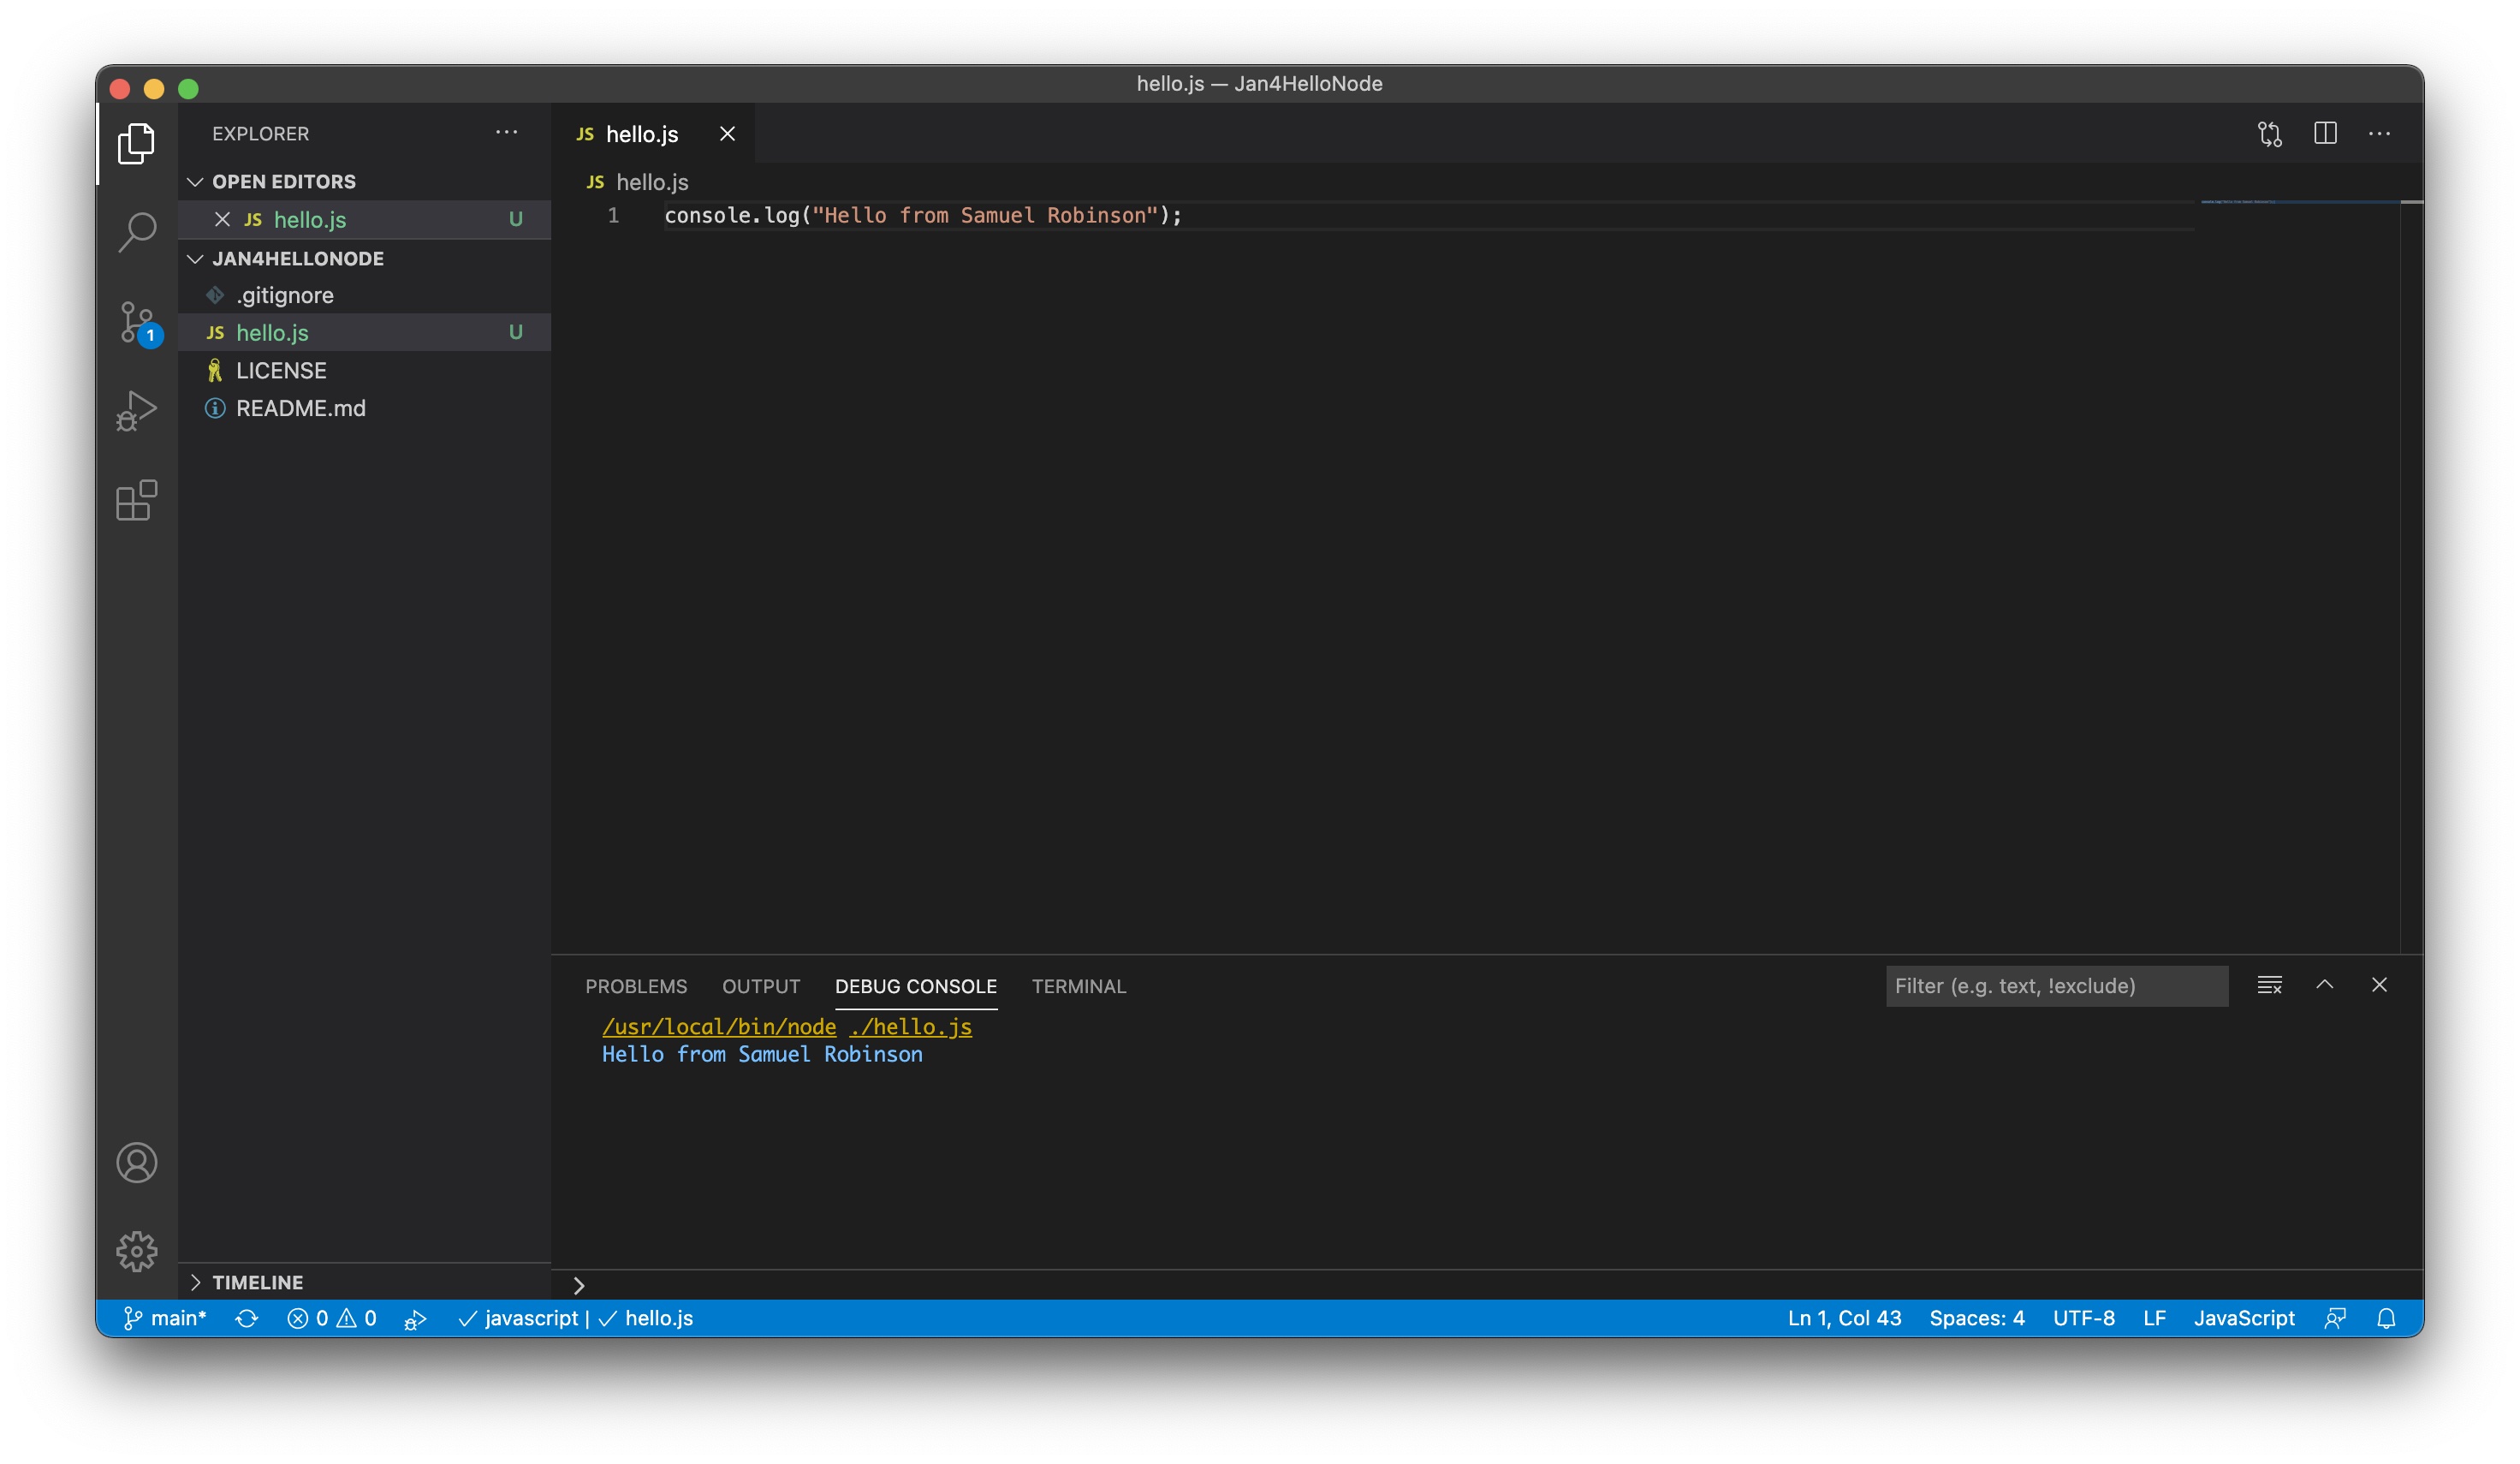 hello.js — Jan4HelloNode
EXPLORER
OPEN EDITORS
JS hello.js U
JAN4HELLONODE
.gitignore
JS hello.js U
LICENSE
README.md
1
TIMELINE
JS hello.js
JS hello.js
1 console.log("Hello from Samuel Robinson");
PROBLEMS OUTPUT DEBUG CONSOLE TERMINAL Filter (e.g. text, !exclude)
/usr/local/bin/node ./hello.js
Hello from Samuel Robinson
main* 0 0 javascript | hello.js Ln 1, Col 43 Spaces: 4 UTF-8 LF JavaScript